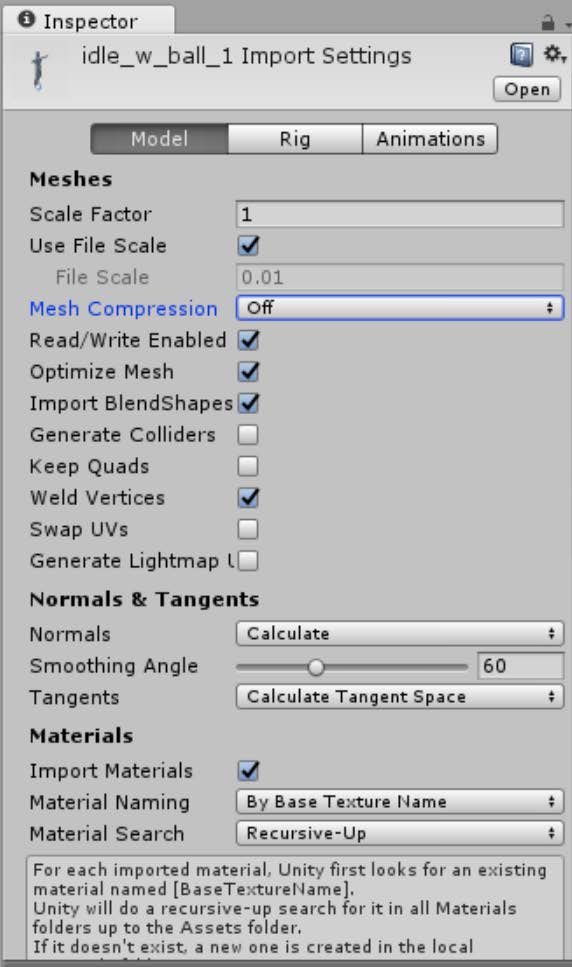 Inspector
idle_w_ball_1 Import Settings
Open
Model Rig Animations
Meshes
Scale Factor 1
Use File Scale
File Scale 0.01
Mesh Compression Off
Read/Write Enabled
Optimize Mesh
Import BlendShapes
Generate Colliders
Keep Quads
Weld Vertices
Swap UVs
Generate Lightmap
Normals & Tangents
Normals Calculate
Smoothing Angle 60
Tangents Calculate Tangent Space
Materials
Import Materials
Material Naming By Base Texture Name
Material Search Recursive-Up
For each imported material, Unity first looks for an existing
material named [BaseTextureName].
Unity will do a recursive-up search for it in all Materials
folders up to the Assets folder.
If it doesn't exist, a new one is created in the local